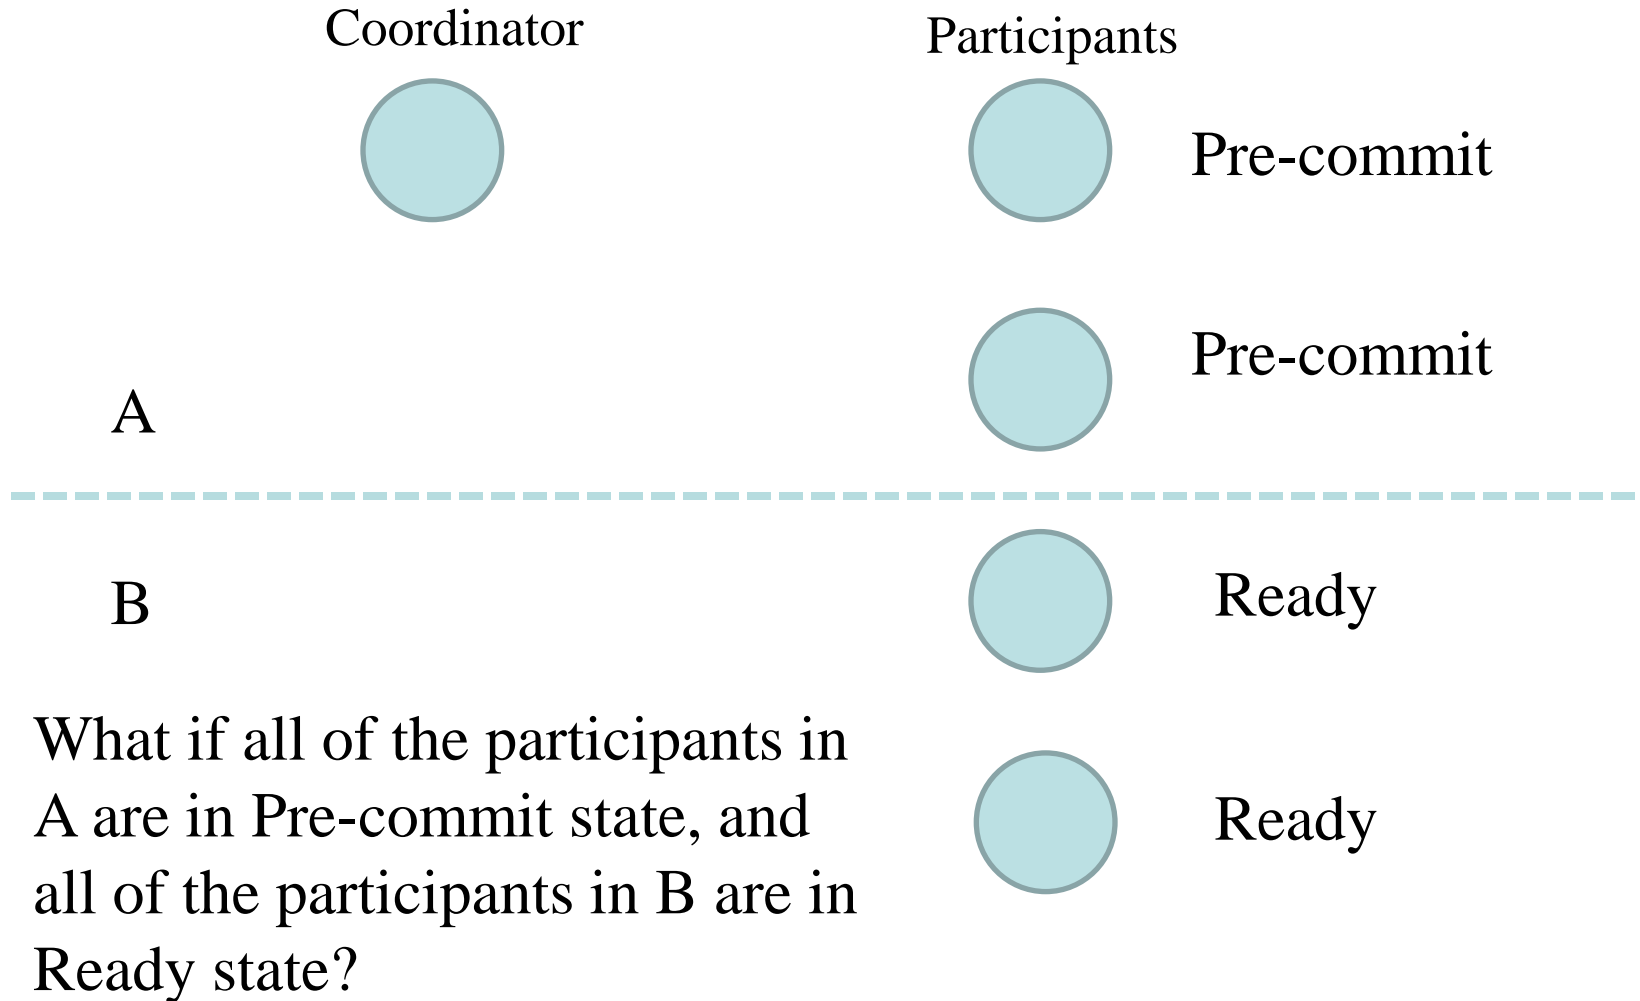 Coordinator
Participants
Pre-commit
Pre-commit
A
B
Ready
What if all of the participants in
A are in Pre-commit state, and
all of the participants in B are in
Ready state?
Ready